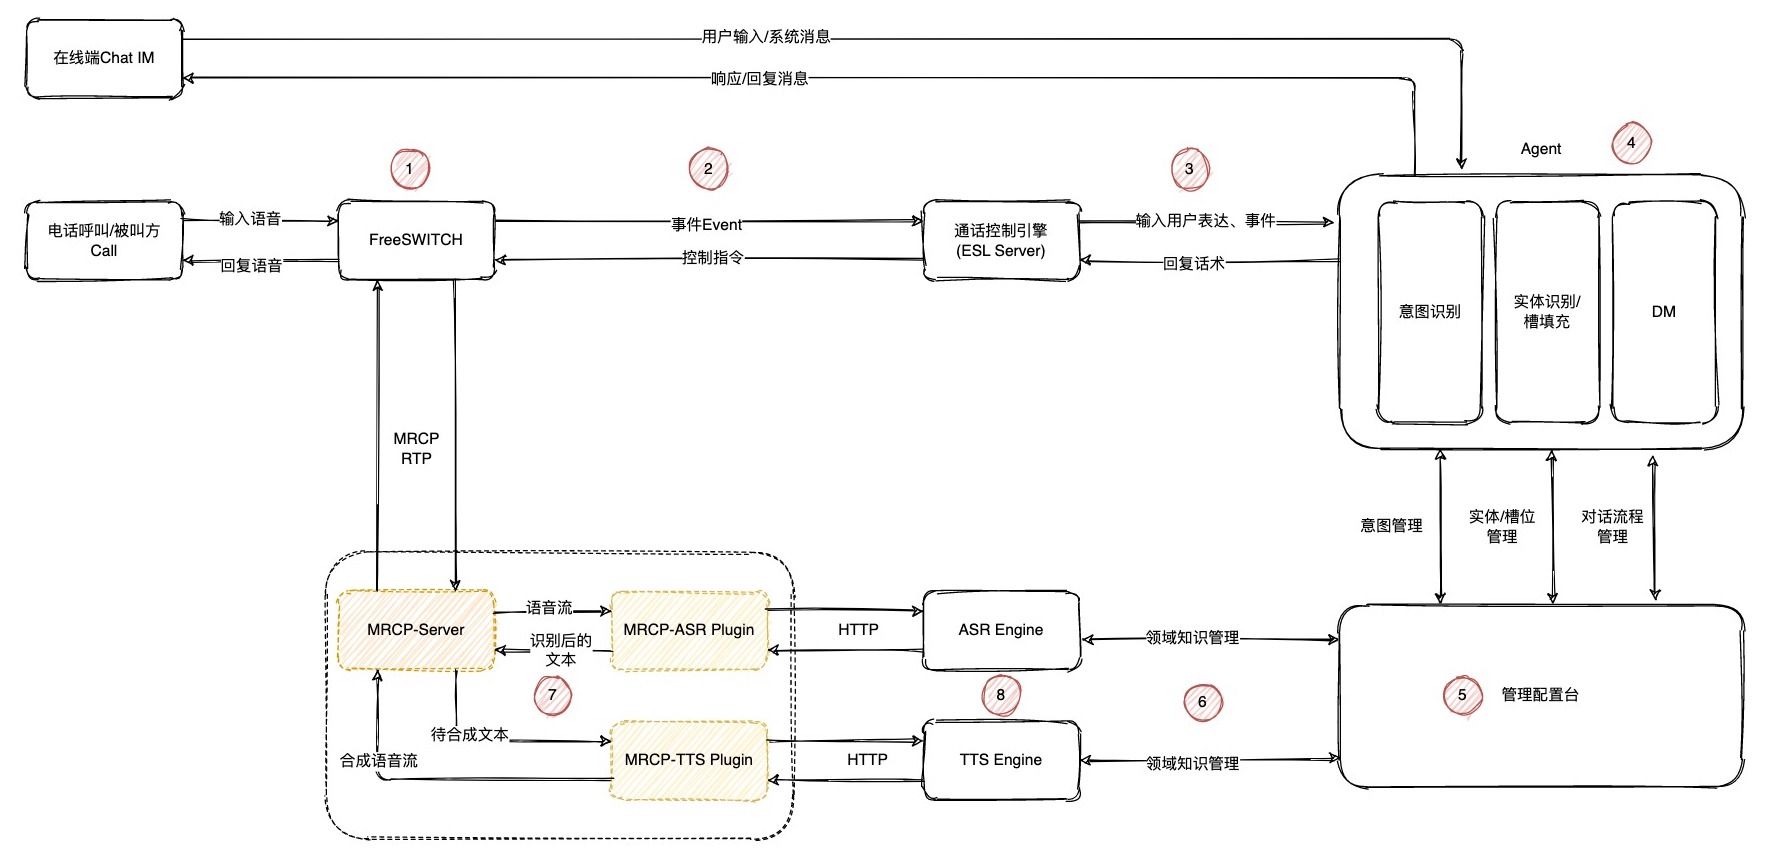 用户输入/系统消息
在线端Chat IM
响应/回复消息
Agent
4
1
2
3
电话呼叫/被叫方
Call
输入语音
回复语音
FreeSWITCH
事件Event
控制指令
通话控制引擎
(ESL Server)
输入用户表达、事件
回复话术
意图识别
实体识别/
槽填充
DM
MRCP
RTP
意图管理
实体/槽位
管理
对话流程
管理
MRCP-Server
语音流
识别后的
文本
MRCP-ASR Plugin
HTTP
ASR Engine
领域知识管理
7
8
6
5
管理配置台
待合成文本
合成语音流
MRCP-TTS Plugin
HTTP
TTS Engine
领域知识管理